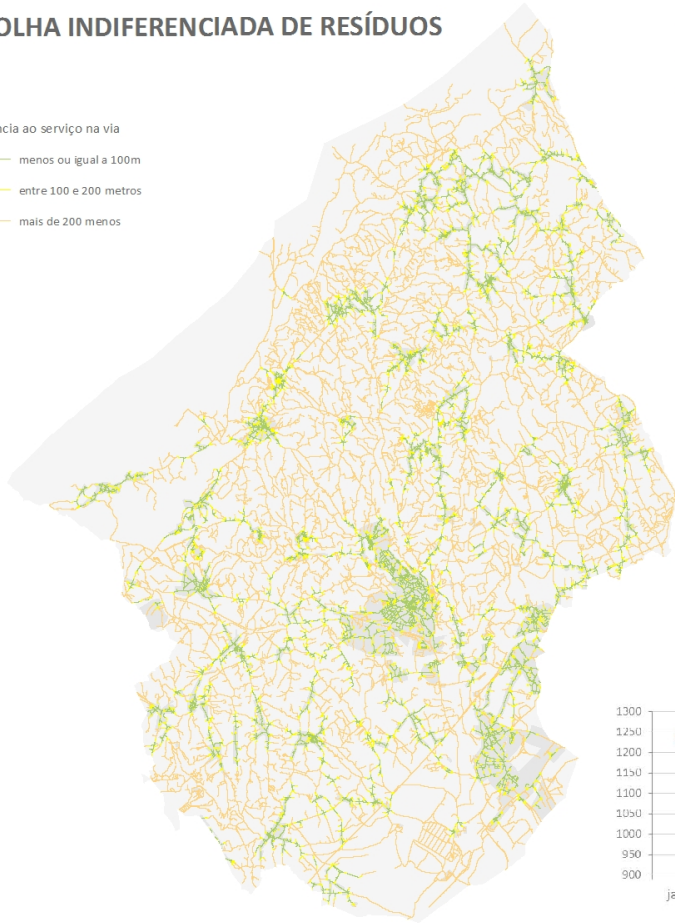 OLHA INDIFERENCIADA DE RESÍDUOS
ncia ao serviço na via
menos ou igual a 100m
entre 100 e 200 metros
mais de 200 menos
1300
1250
1200
1150
1100
1050
1000
950
900
ja